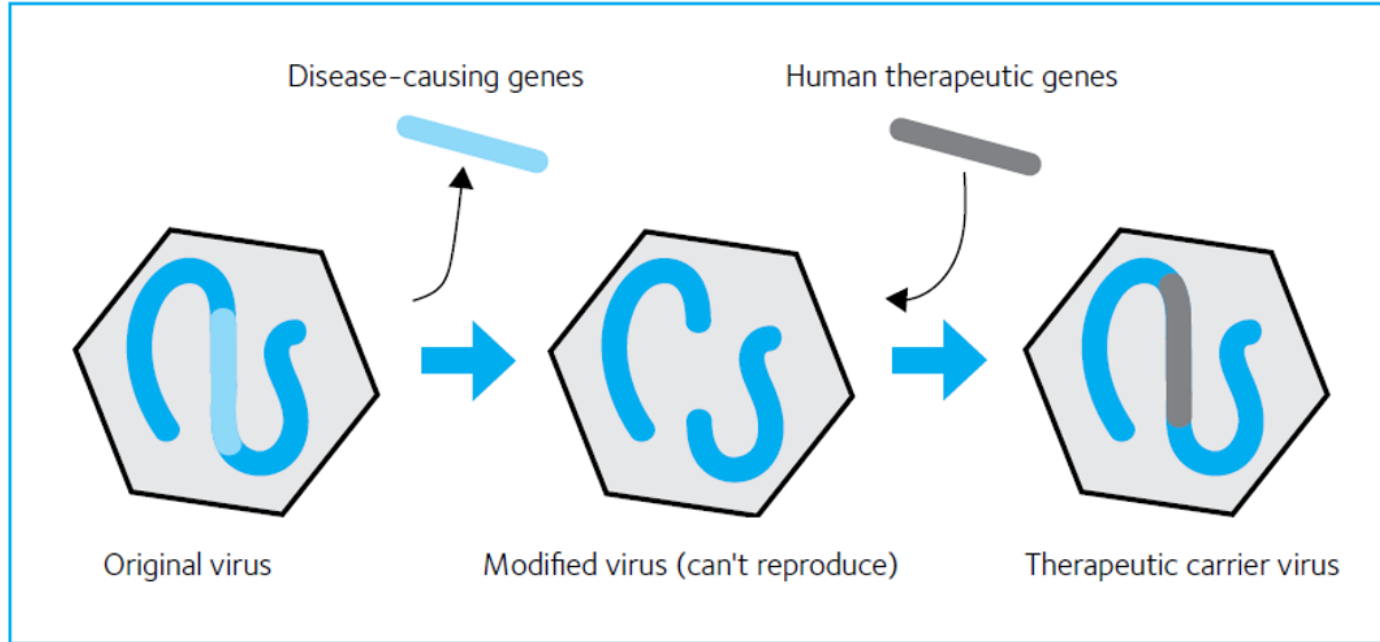 Disease-causing genes
Human therapeutic genes
Original virus
Modified virus (can't reproduce)
Therapeutic carrier virus